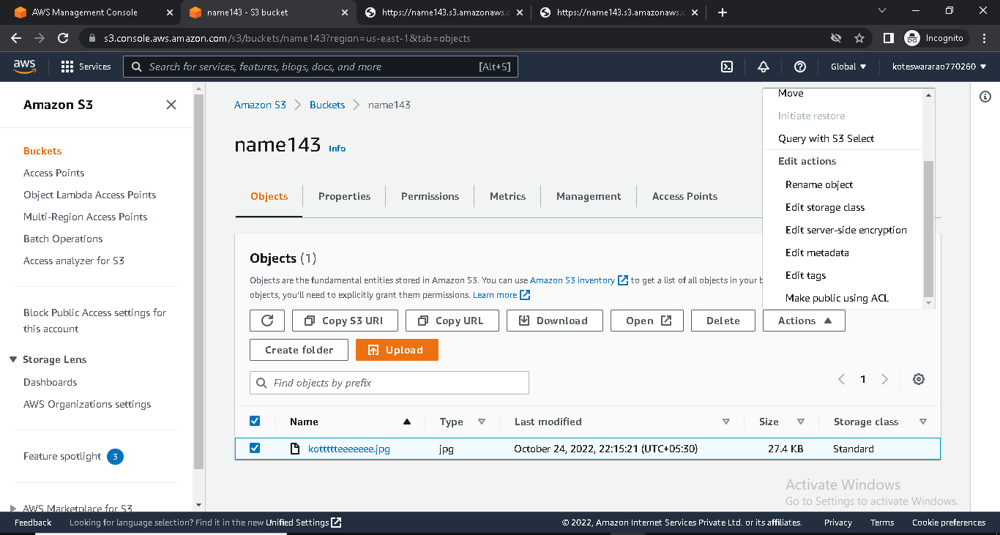 AWS Management Console
name143 - S3 bucket
https://name143.s3.amazonaws.c
https://name143.s3.amazonaws.c
s3.console.aws.amazon.com/s3/buckets/name143?region=us-east-1&tab=objects
Incognito
aws
Services
Search for services, features, blogs, docs, and more
[Alt+S]
Global
koteswararao770260
Amazon S3
Buckets
Access Points
Object Lambda Access Points
Multi-Region Access Points
Batch Operations
Access analyzer for S3
Block Public Access settings for
this account
Storage Lens
Dashboards
AWS Organizations settings
Feature spotlight 3
AWS Marketplace for S3
Amazon S3 > Buckets > name143
name143 Info
Objects
Properties
Permissions
Metrics
Management
Access Points
Move
Initiate restore
Query with S3 Select
Edit actions
Rename object
Edit storage class
Edit server-side encryption
Edit metadata
Edit tags
Make public using ACL
Objects (1)
Objects are the fundamental entities stored in Amazon S3. You can use Amazon S3 inventory to get a list of all objects in your b
objects, you'll need to explicitly grant them permissions. Learn more
Copy S3 URI
Copy URL
Download
Open
Delete
Actions
Create folder
Upload
Find objects by prefix
1
Name
Type
Last modified
Size
Storage class
kottttteeeeeee.jpg
jpg
October 24, 2022, 22:15:21 (UTC+05:30)
27.4 KB
Standard
Activate Windows
Go to Settings to activate Windows.
Feedback
Looking for language selection? Find it in the new Unified Settings
© 2022, Amazon Internet Services Private Ltd. or its affiliates.
Privacy
Terms
Cookie preferences